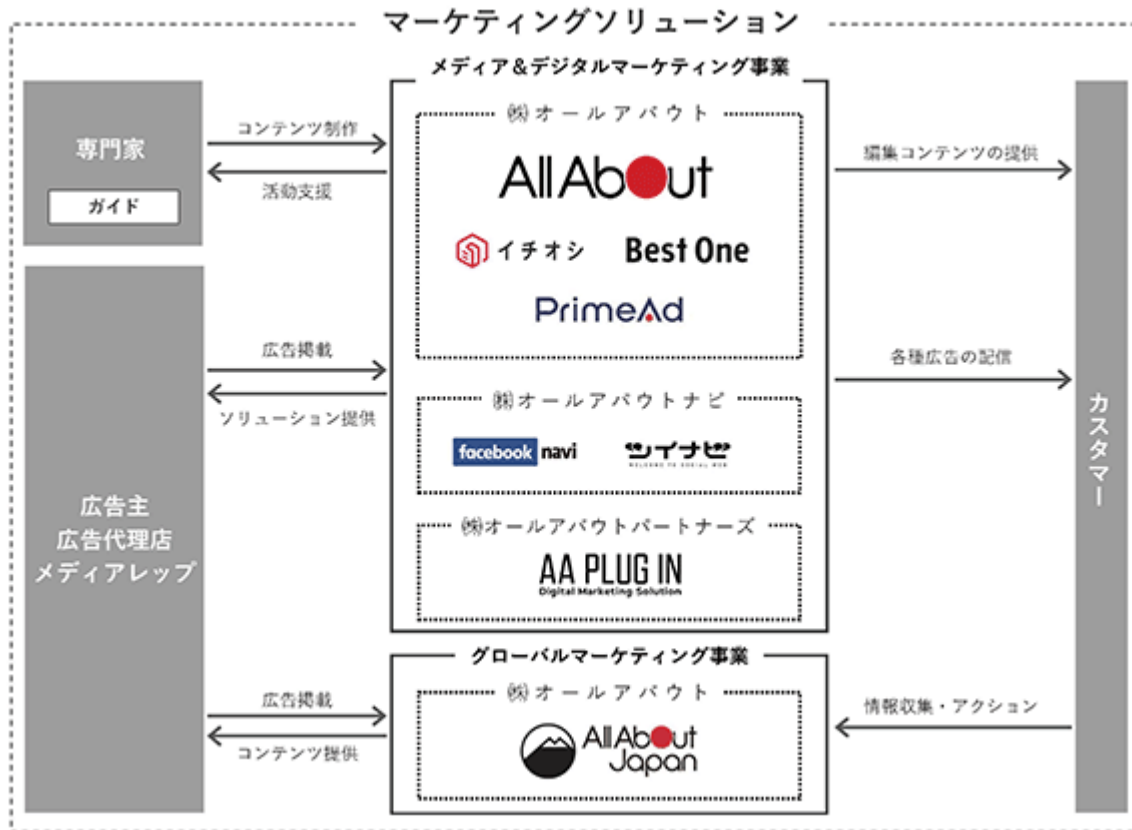 マーケティングソリューション
メディア&デジタルマーケティング事業
専門家
ガイド
コンテンツ制作
活動支援
㈱オールアバウト
All About
イチオシ
Best One
PrimeAd
編集コンテンツの提供
広告主
広告代理店
メディアレップ
広告掲載
ソリューション提供
㈱オールアバウトナビ
facebook navi
ツイナビ
WELCOME TO SOCIAL WEB
各種広告の配信
カスタマー
㈱オールアバウトパートナーズ
AA PLUG IN
Digital Marketing Solution
グローバルマーケティング事業
広告掲載
コンテンツ提供
㈱オールアバウト
All About
Japan
情報収集・アクション